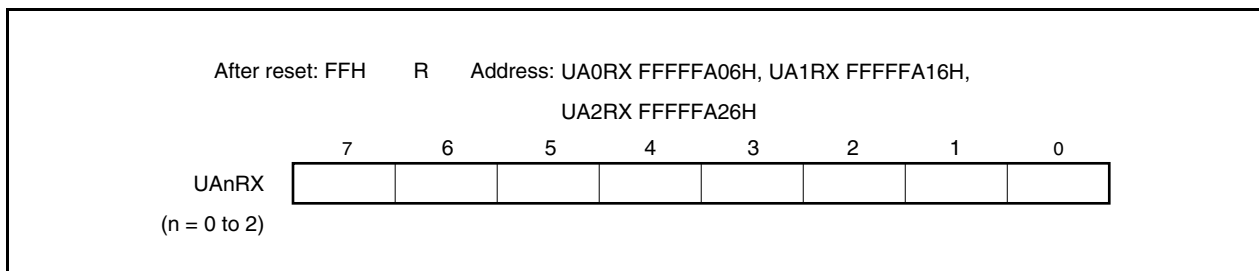 After reset: FFH R Address: UA0RX FFFFFA06H, UA1RX FFFFFA16H,
UA2RX FFFFFA26H
7 6 5 4 3 2 1 0
UAnRX
(n = 0 to 2)